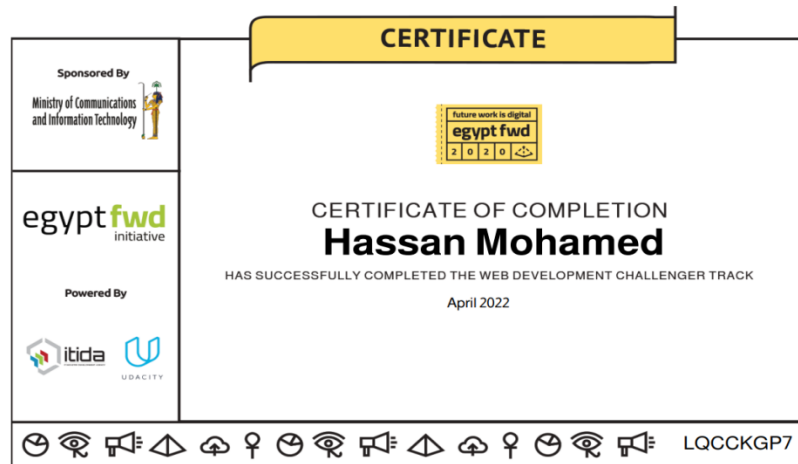 CERTIFICATE
Sponsored By
Ministry of Communications
and Information Technology
egypt fwd
initiative
Powered By
itida
UDACITY
future work is digital
egypt fwd
2 0 2 0
CERTIFICATE OF COMPLETION
Hassan Mohamed
HAS SUCCESSFULLY COMPLETED THE WEB DEVELOPMENT CHALLENGER TRACK
April 2022
LQCCKGP7